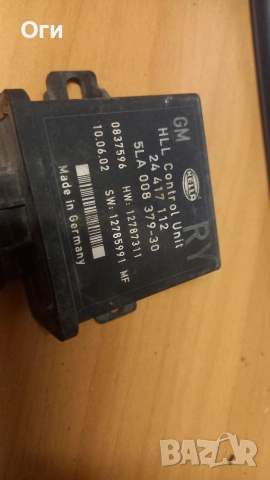 Оги
GM
HLL Control Unit
24 417 112
5LA 008 379-30
HELLA
RY
0837596 HW: 12787311
10.06.02 SW: 12785991 MF
Made in Germany
BAZAR
bg